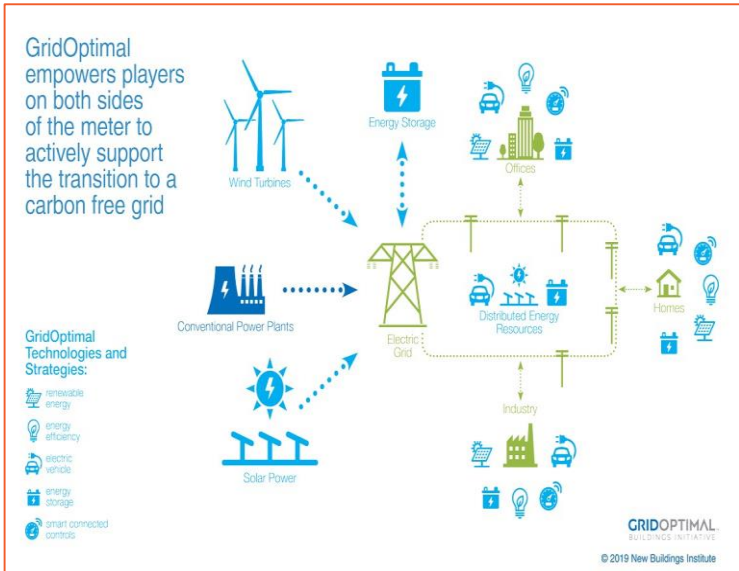 GridOptimal
empowers players
on both sides
of the meter to
actively support
the transition to a
carbon free grid
Wind Turbines
Energy Storage
Offices
Conventional Power Plants
Electric
Grid
Distributed Energy
Resources
Homes
GridOptimal
Technologies and
Strategies:
renewable
energy
energy
efficiency
electric
vehicle
energy
storage
smart connected
controls
Solar Power
Industry
GRIDOPTIMAL
BUILDINGS INITIATIVE
© 2019 New Buildings Institute